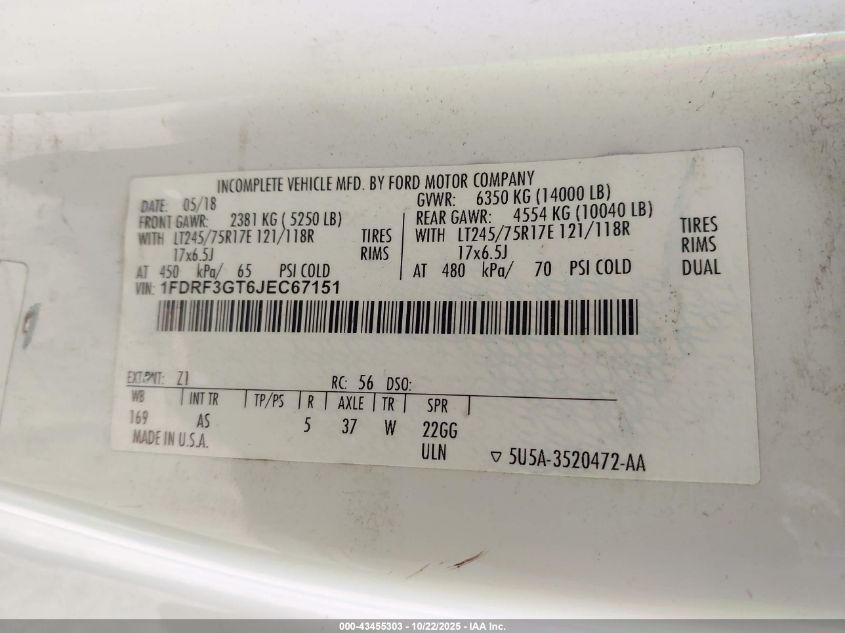 INCOMPLETE VEHICLE MFD. BY FORD MOTOR COMPANY
DATE: 05/18 GVWR: 6350 KG (14000 LB)
FRONT GAWR: 2381 KG ( 5250 LB) REAR GAWR: 4554 KG (10040 LB)
WITH LT245/75R17E 121/118R TIRES WITH LT245/75R17E 121/118R TIRES
17x6.5J RIMS 17x6.5J RIMS
AT 450 kPa/ 65 PSI COLD AT 480 kPa/ 70 PSI COLD DUAL
VIN: 1FDRF3GT6JEC67151
EXT PNT: Z1 RC: 56 DSO:
WB INT TR TP/PS R AXLE TR SPR
169 AS 5 37 W 22GG
MADE IN U.S.A. ULN 5U5A-3520472-AA
000-43455303 - 10/22/2025 - IAA Inc.